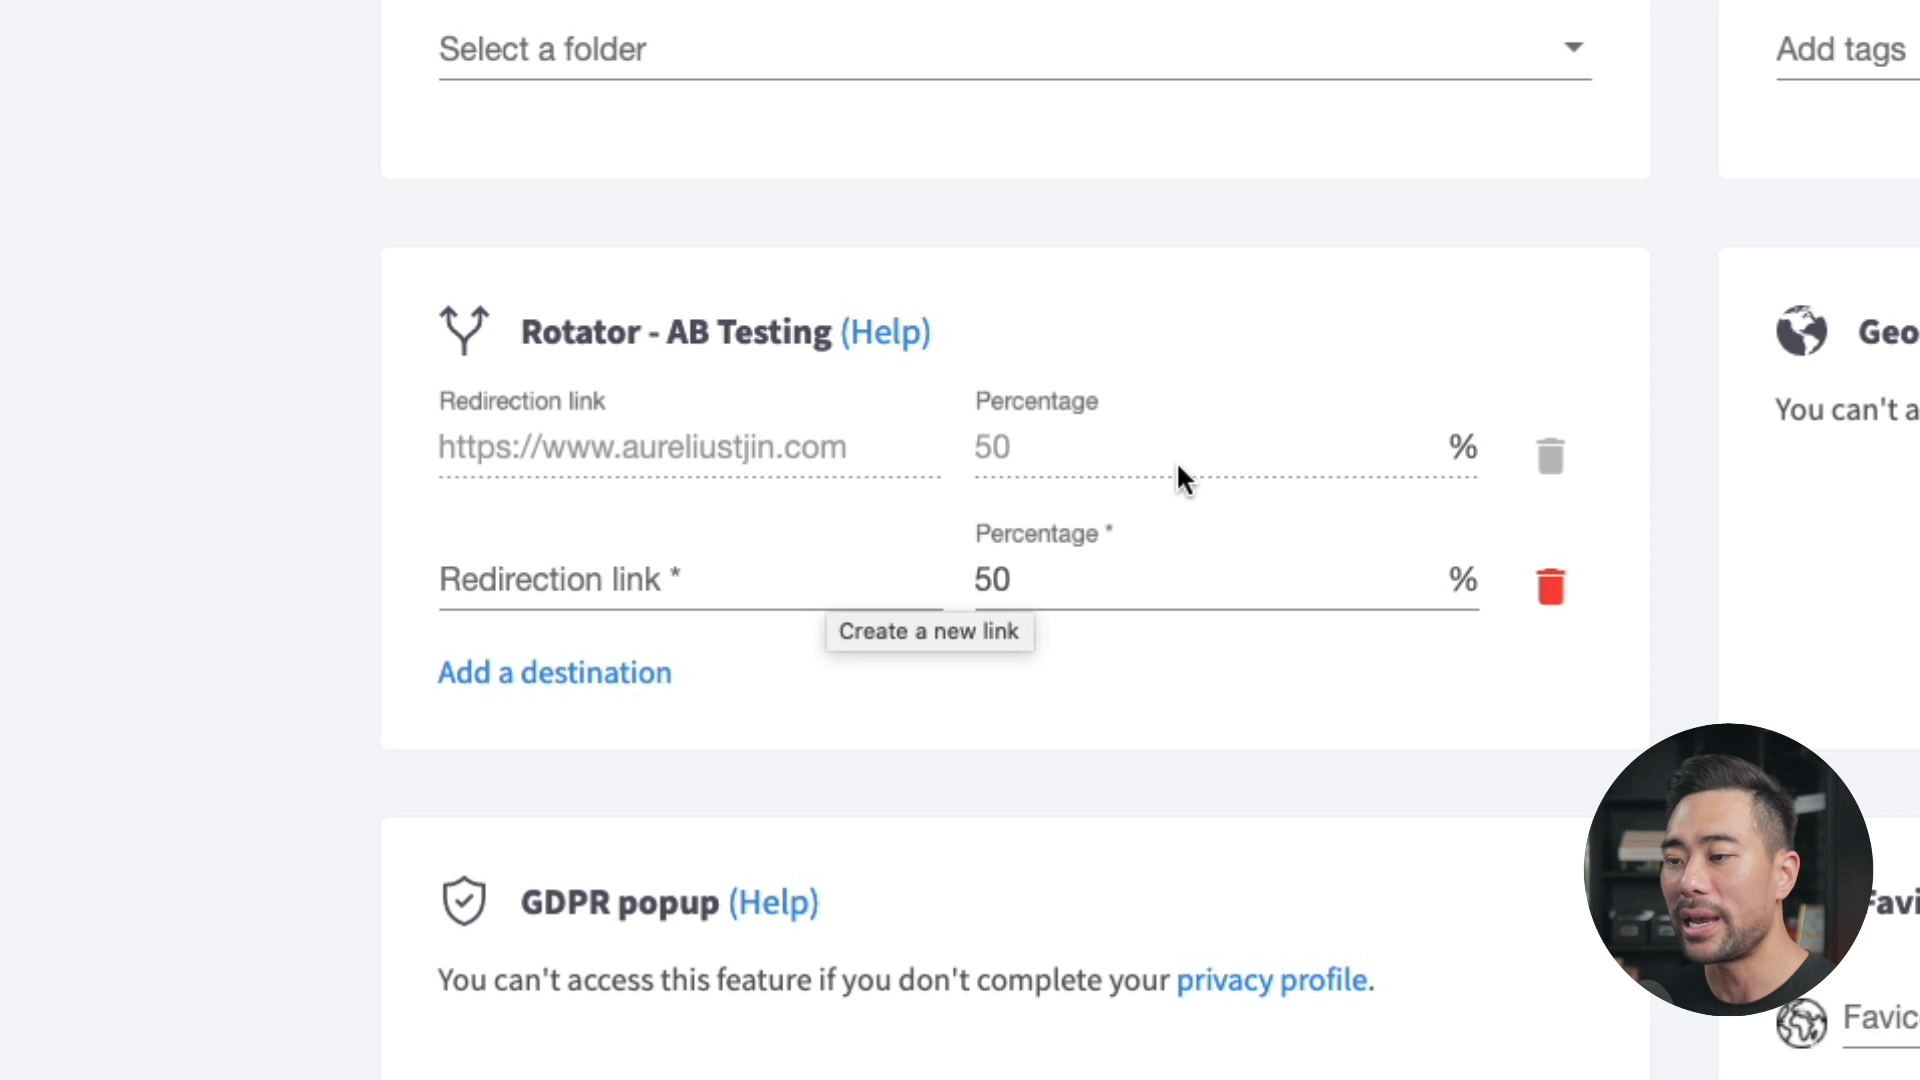 Select a folder
Add tags
Rotator - AB Testing (Help)
Redirection link
Percentage
https://www.aureliustjin.com
50
%
Percentage *
Redirection link *
50
%
Create a new link
Add a destination
Geo
You can't a
GDPR popup (Help)
You can't access this feature if you don't complete your privacy profile.
Favi
Favic